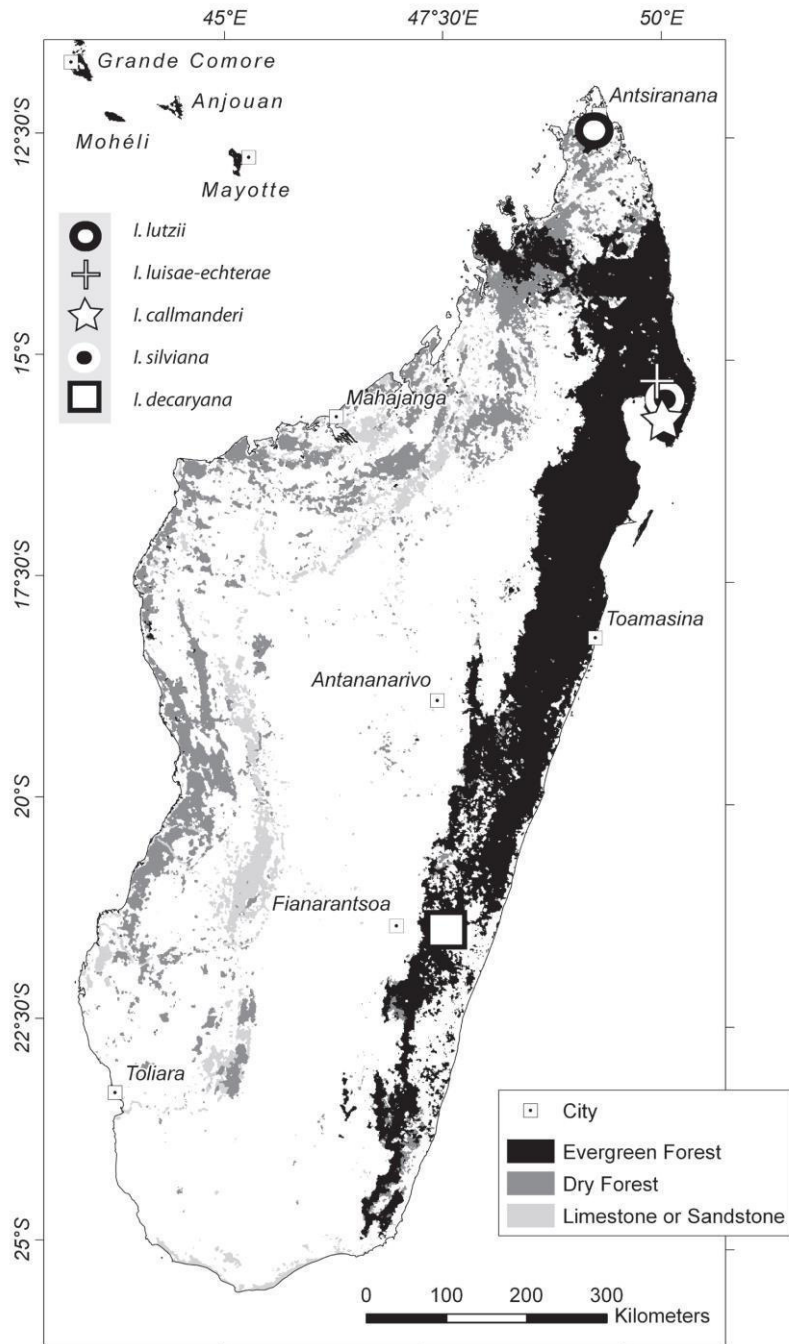 45°E 47°30'E 50°E
Grande Comore
Anjouan
Antsiranana
12°30'S
Mohéli
Mayotte
I. lutzii
I. luisae-echterae
I. callmanderi
I. silviana
I. decaryana
15°S
Mahajanga
17°30'S
Toamasina
Antananarivo
20°S
Fianarantsoa
22°30'S
Toliara
25°S
City
Evergreen Forest
Dry Forest
Limestone or Sandstone
0 100 200 300
Kilometers